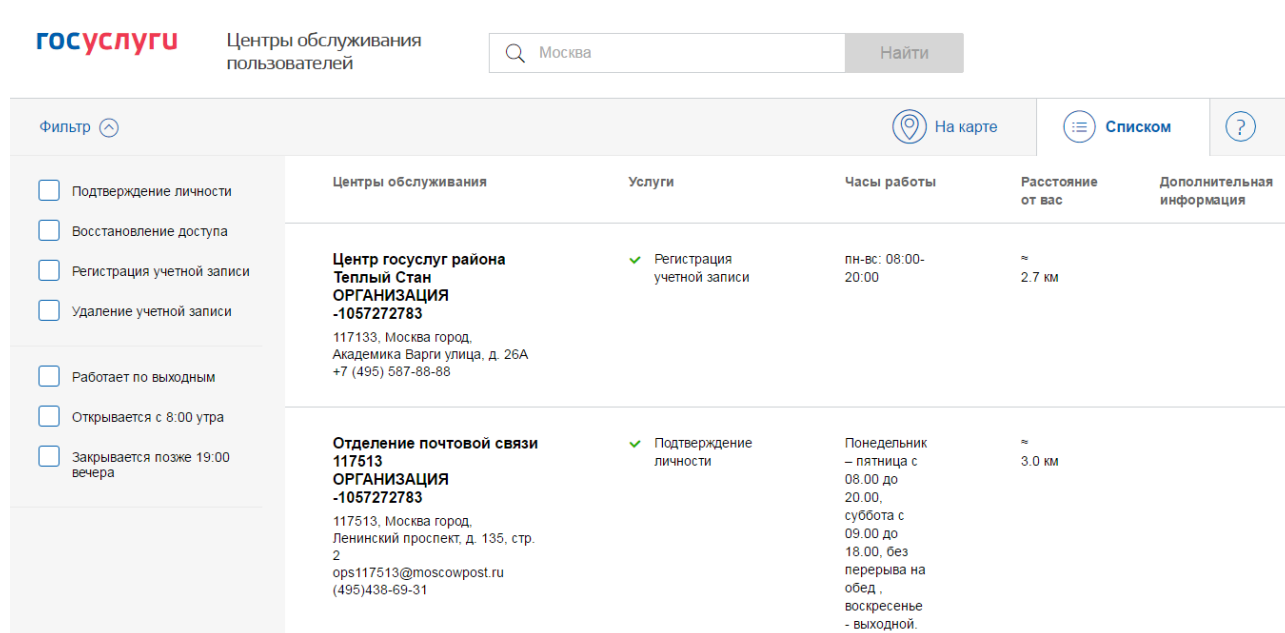 госуслуги
Центры обслуживания
пользователей
Москва
Найти
Фильтр
На карте
Списком
?
Подтверждение личности
Восстановление доступа
Регистрация учетной записи
Удаление учетной записи
Работает по выходным
Открывается с 8:00 утра
Закрывается позже 19:00
вечера
Центры обслуживания
Услуги
Часы работы
Расстояние
от вас
Дополнительная
информация
Центр госуслуг района
Теплый Стан
ОРГАНИЗАЦИЯ
-1057272783
117133, Москва город,
Академика Варги улица, д. 26А
+7 (495) 587-88-88
Регистрация
учетной записи
пн-вс: 08:00-
20:00
≈
2.7 км
Отделение почтовой связи
117513
ОРГАНИЗАЦИЯ
-1057272783
117513, Москва город,
Ленинский проспект, д. 135, стр.
2
ops117513@moscowpost.ru
(495)438-69-31
Подтверждение
личности
Понедельник
– пятница с
08.00 до
20.00,
суббота с
09.00 до
18.00, без
перерыва на
обед ,
воскресенье
- выходной.
≈
3.0 км